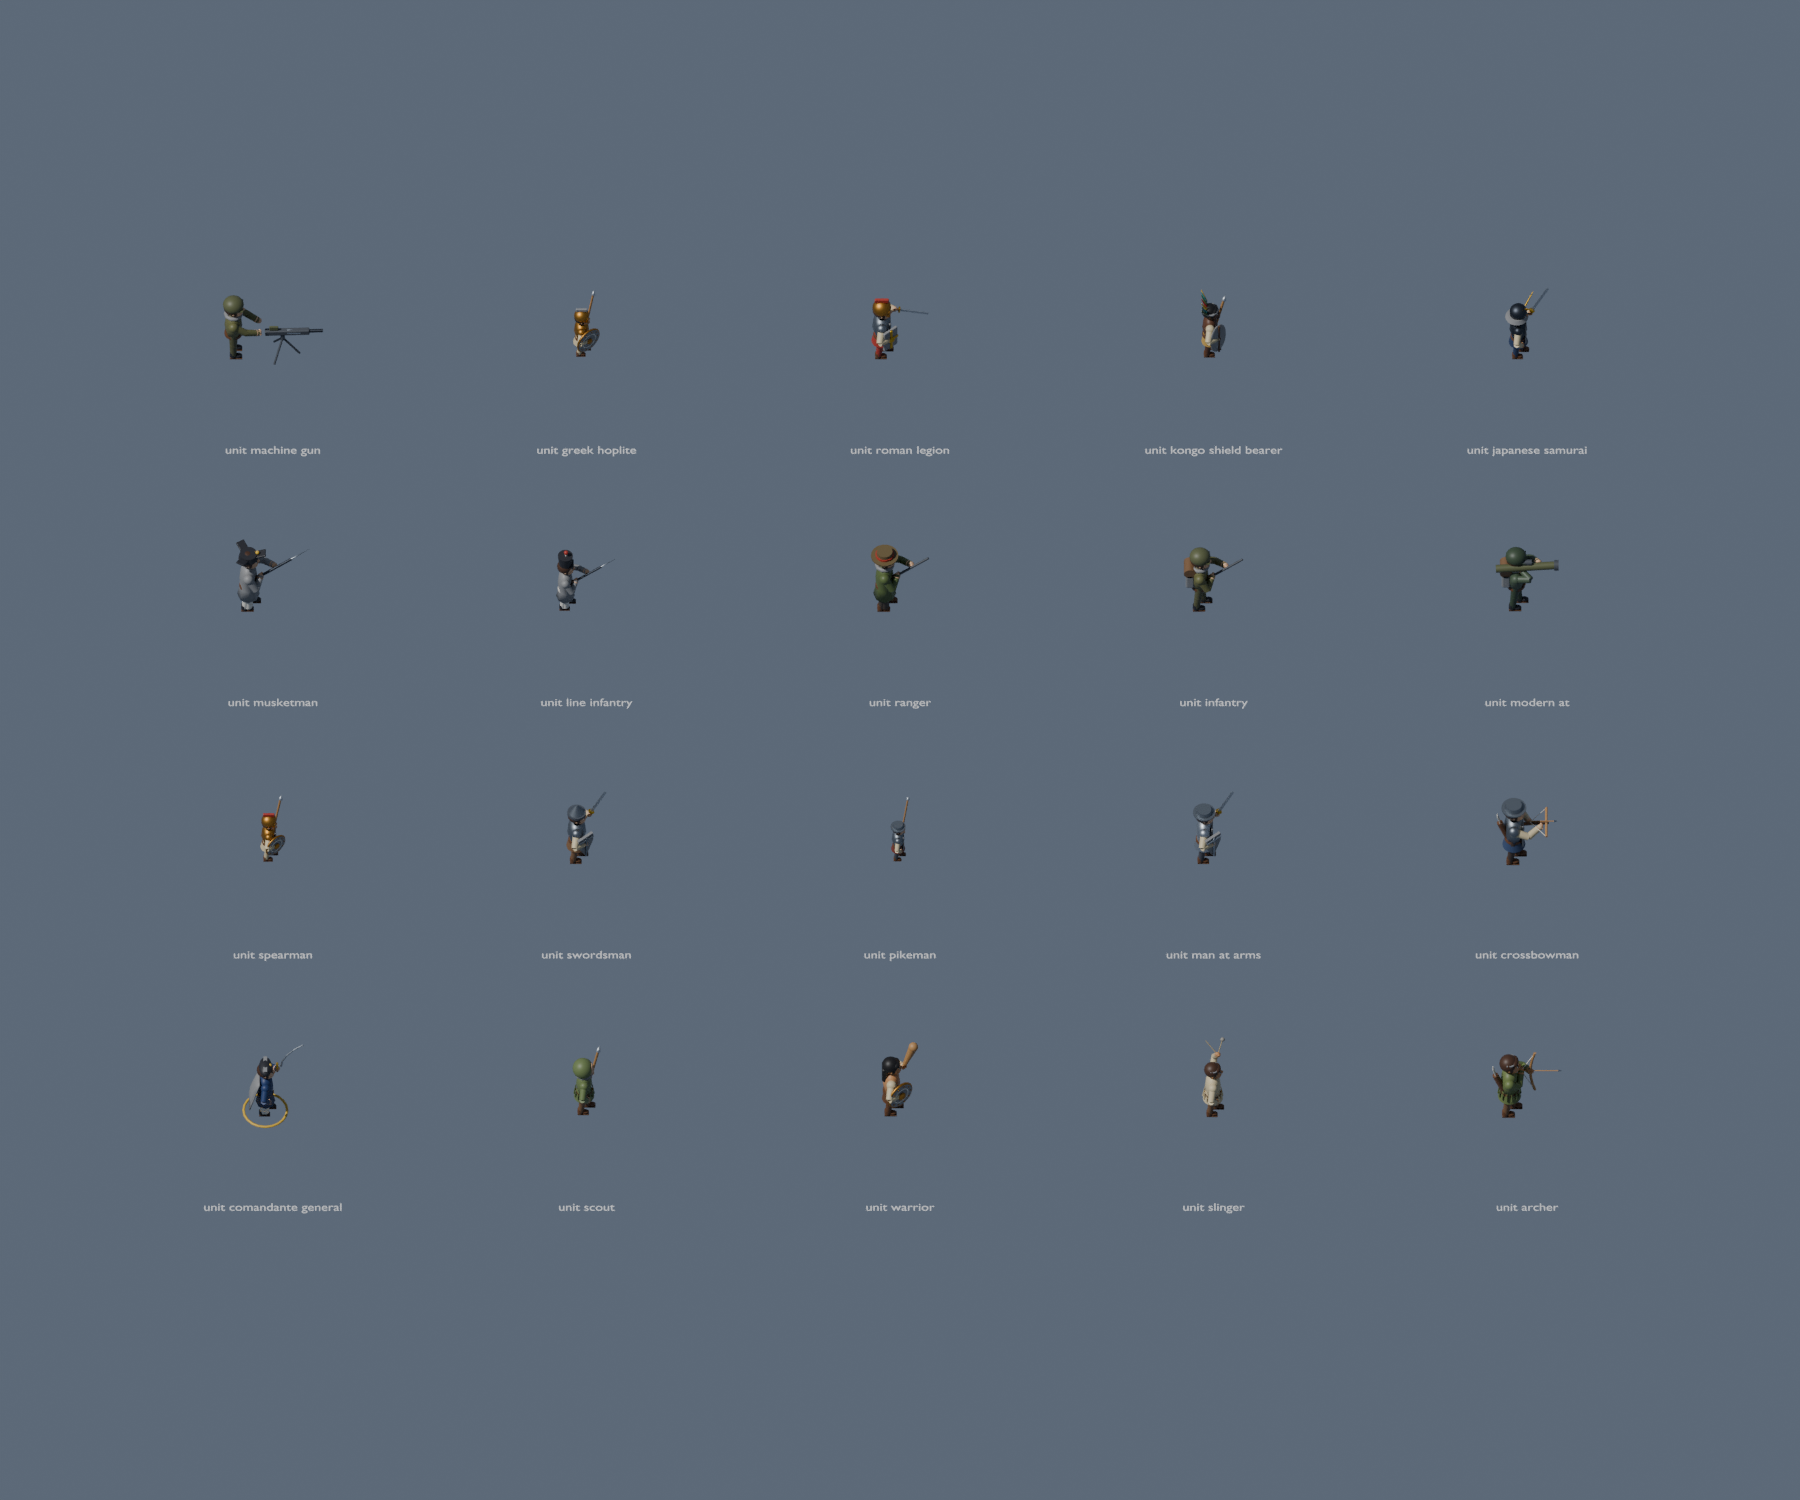 unit machine gun
unit greek hoplite
unit roman legion
unit kongo shield bearer
unit japanese samurai
unit musketman
unit line infantry
unit ranger
unit infantry
unit modern at
unit spearman
unit swordsman
unit pikeman
unit man at arms
unit crossbowman
unit comandante general
unit scout
unit warrior
unit slinger
unit archer